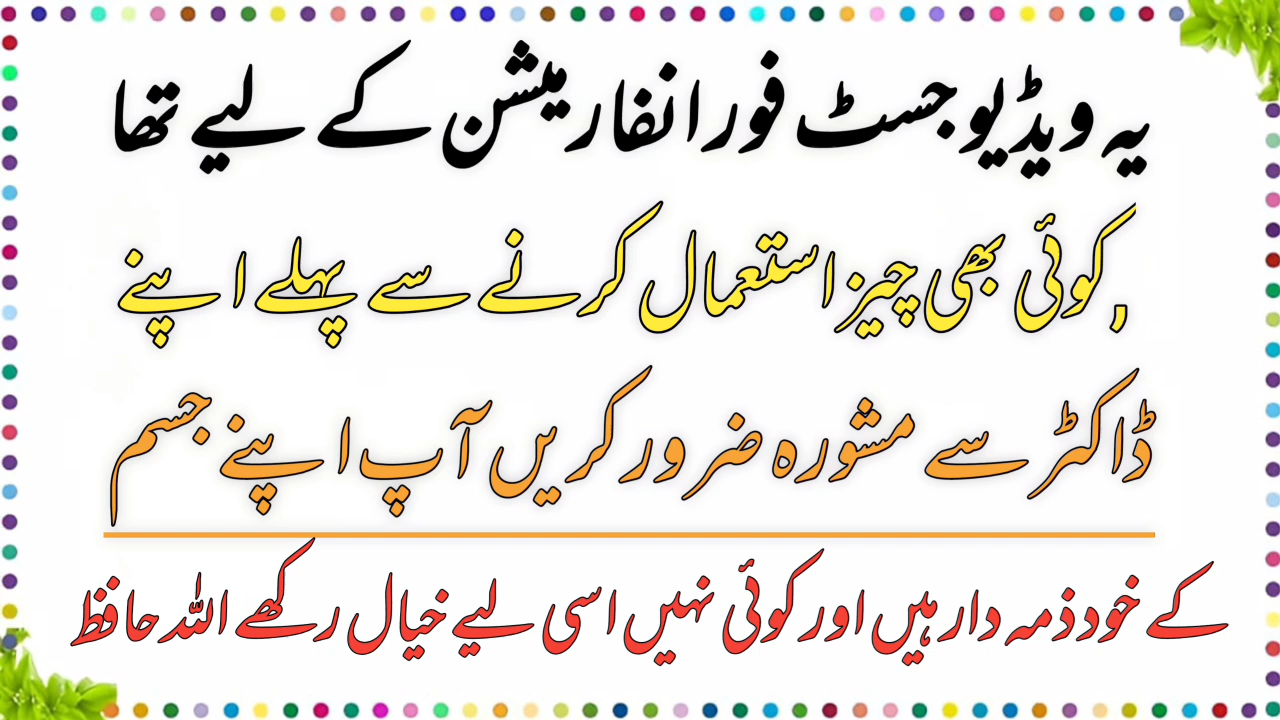 یہ ویڈیو جسٹ فور انفارمیشن کے لیے تھا
,کوئی بھی چیز استعمال کرنے سے پہلے اپنے
ڈاکٹر سے مشورہ ضرور کریں آپ اپنے جسم
کے خود ذمہ دار ہیں اور کوئی نہیں اسی لیے خیال رکھے اللہ حافظ